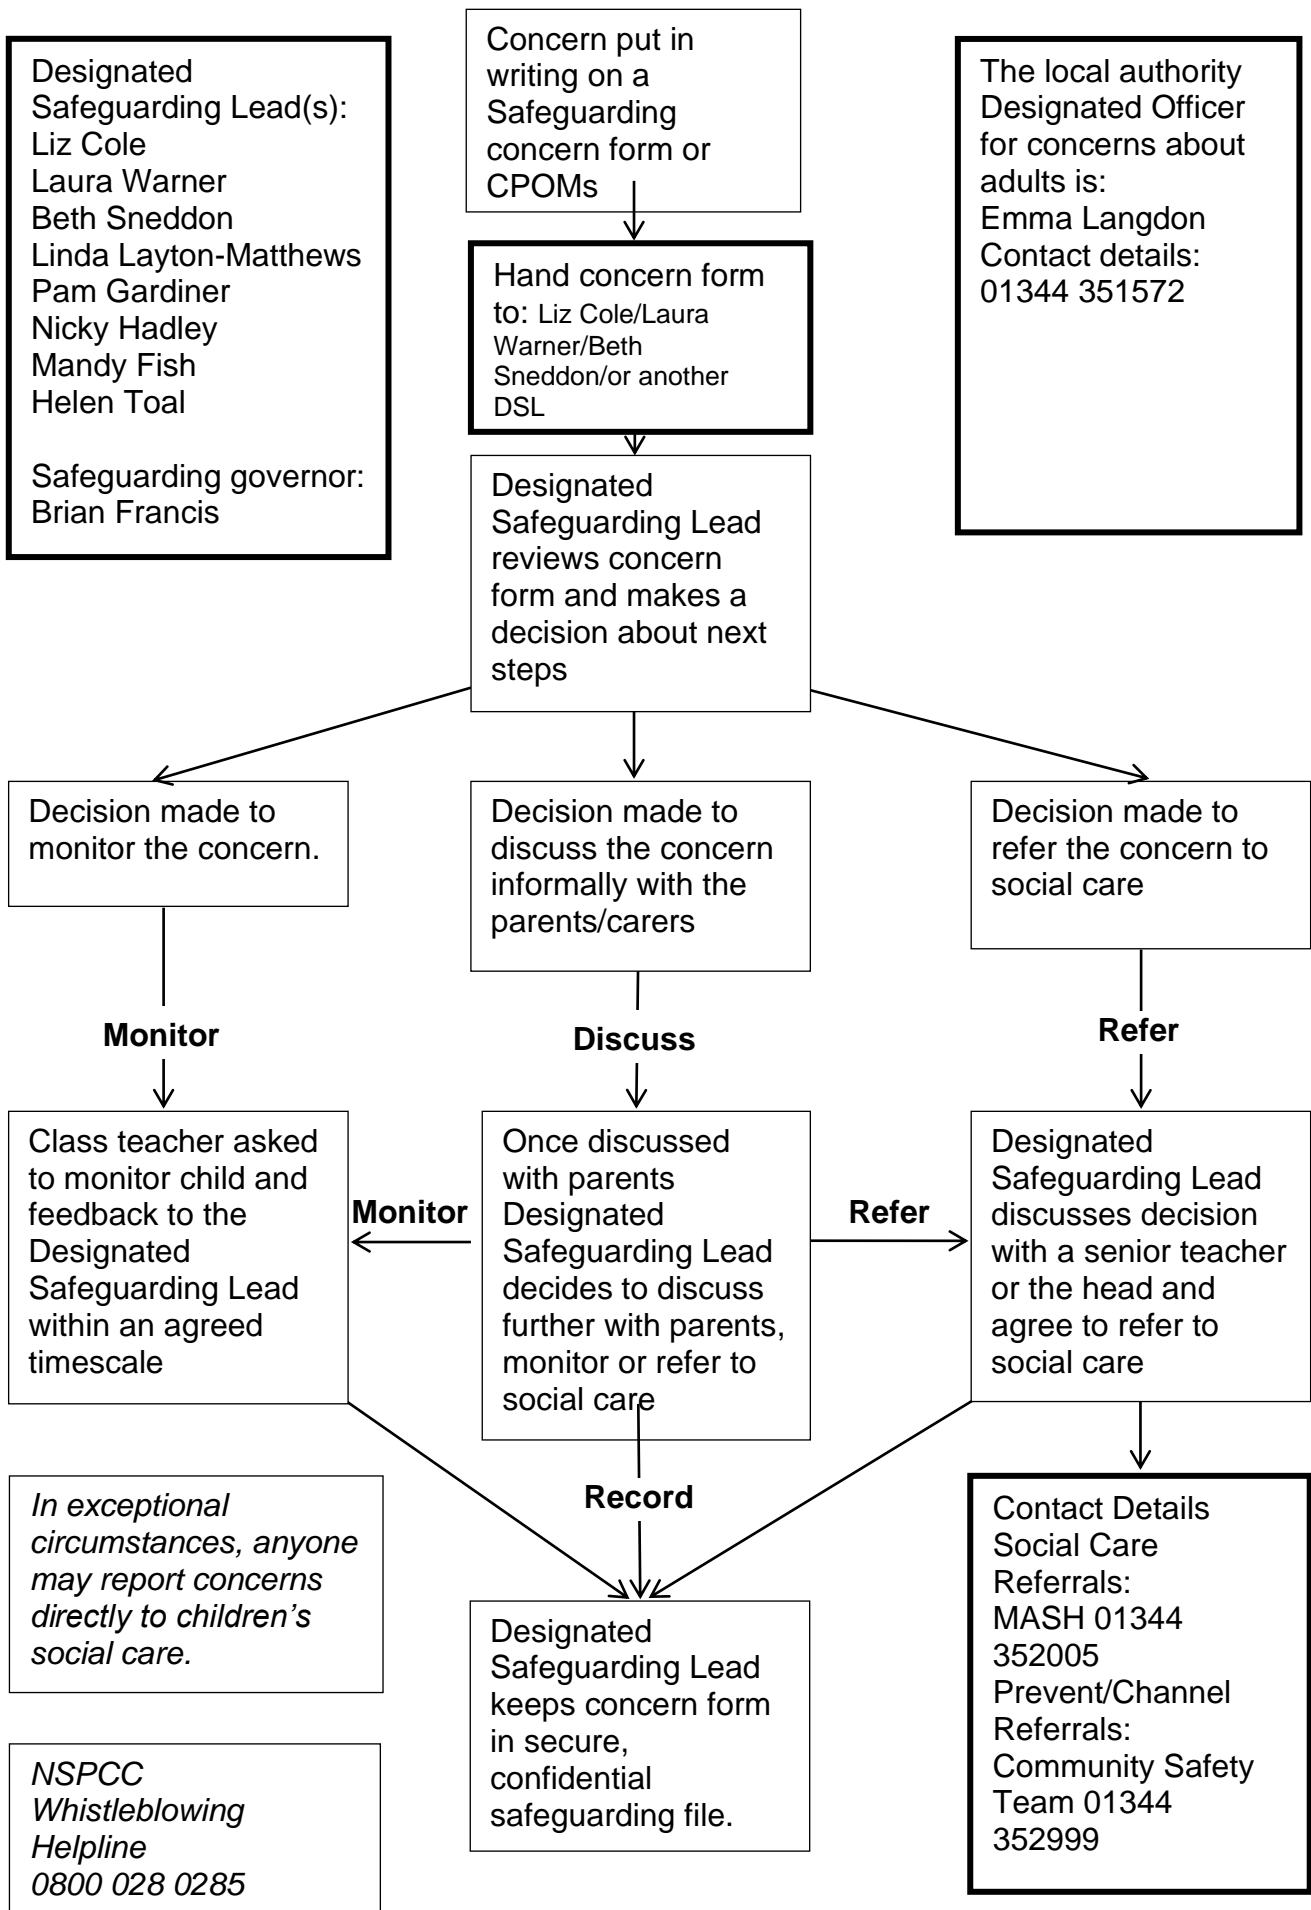 Designated
Safeguarding Lead(s):
Liz Cole
Laura Warner
Beth Sneddon
Linda Layton-Matthews
Pam Gardiner
Nicky Hadley
Mandy Fish
Helen Toal
Safeguarding governor:
Brian Francis
Concern put in
writing on a
Safeguarding
concern form or
CPOMs
The local authority
Designated Officer
for concerns about
adults is:
Emma Langdon
Contact details:
01344 351572
Hand concern form
to: Liz Cole/Laura
Warner/Beth
Sneddon/or another
DSL
Designated
Safeguarding Lead
reviews concern
form and makes a
decision about next
steps
Decision made to
monitor the concern.
Decision made to
discuss the concern
informally with the
parents/carers
Decision made to
refer the concern to
social care
Monitor
Discuss
Refer
Class teacher asked
to monitor child and
feedback to the
Designated
Safeguarding Lead
within an agreed
timescale
Monitor
Once discussed
with parents
Designated
Safeguarding Lead
decides to discuss
further with parents,
monitor or refer to
social care
Refer
Designated
Safeguarding Lead
discusses decision
with a senior teacher
or the head and
agree to refer to
social care
Record
In exceptional
circumstances, anyone
may report concerns
directly to children’s
social care.
Designated
Safeguarding Lead
keeps concern form
in secure,
confidential
safeguarding file.
Contact Details
Social Care
Referrals:
MASH 01344
352005
Prevent/Channel
Referrals:
Community Safety
Team 01344
352999
NSPCC
Whistleblowing
Helpline
0800 028 0285